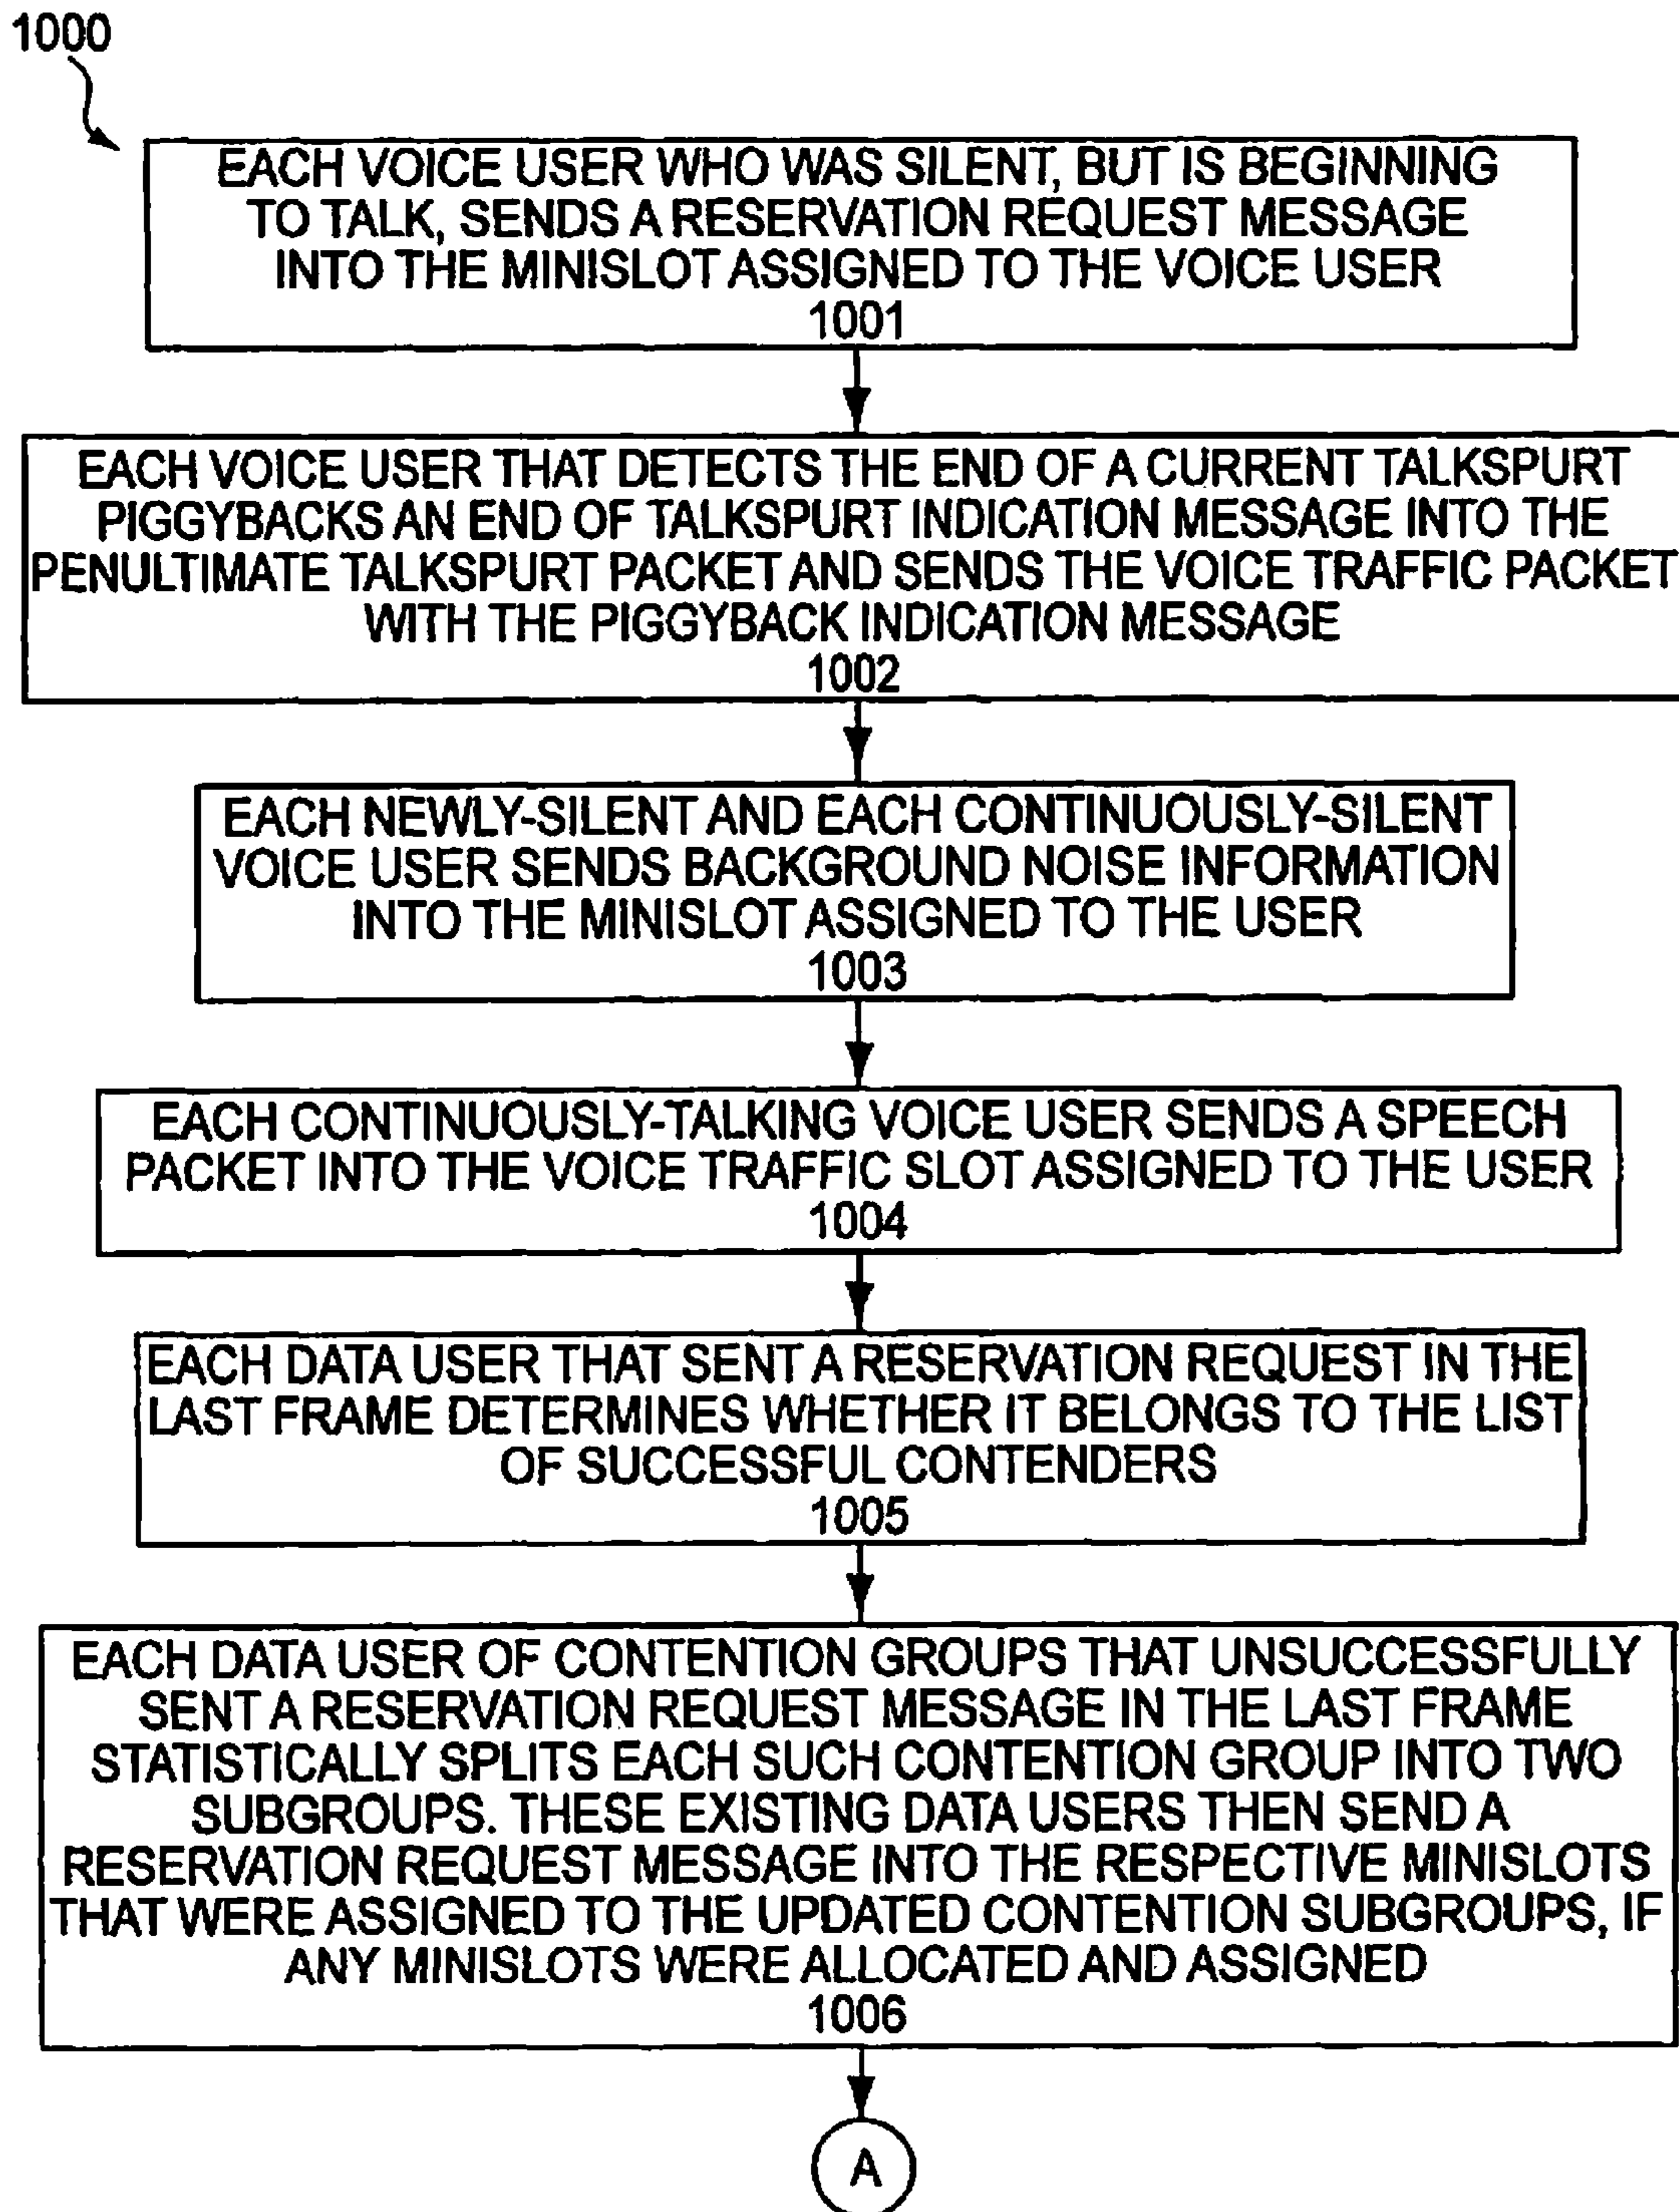 1000
EACH VOICE USER WHO WAS SILENT, BUT IS BEGINNING
TO TALK, SENDS A RESERVATION REQUEST MESSAGE
INTO THE MINISLOT ASSIGNED TO THE VOICE USER
1001
EACH VOICE USER THAT DETECTS THE END OF A CURRENT TALKSPURT
PIGGYBACKS AN END OF TALKSPURT INDICATION MESSAGE INTO THE
PENULTIMATE TALKSPURT PACKET AND SENDS THE VOICE TRAFFIC PACKET
WITH THE PIGGYBACK INDICATION MESSAGE
1002
EACH NEWLY-SILENT AND EACH CONTINUOUSLY-SILENT
VOICE USER SENDS BACKGROUND NOISE INFORMATION
INTO THE MINISLOT ASSIGNED TO THE USER
1003
EACH CONTINUOUSLY-TALKING VOICE USER SENDS A SPEECH
PACKET INTO THE VOICE TRAFFIC SLOT ASSIGNED TO THE USER
1004
EACH DATA USER THAT SENT A RESERVATION REQUEST IN THE
LAST FRAME DETERMINES WHETHER IT BELONGS TO THE LIST
OF SUCCESSFUL CONTENDERS
1005
EACH DATA USER OF CONTENTION GROUPS THAT UNSUCCESSFULLY
SENT A RESERVATION REQUEST MESSAGE IN THE LAST FRAME
STATISTICALLY SPLITS EACH SUCH CONTENTION GROUP INTO TWO
SUBGROUPS. THESE EXISTING DATA USERS THEN SEND A
RESERVATION REQUEST MESSAGE INTO THE RESPECTIVE MINISLOTS
THAT WERE ASSIGNED TO THE UPDATED CONTENTION SUBGROUPS, IF
ANY MINISLOTS WERE ALLOCATED AND ASSIGNED
1006
A